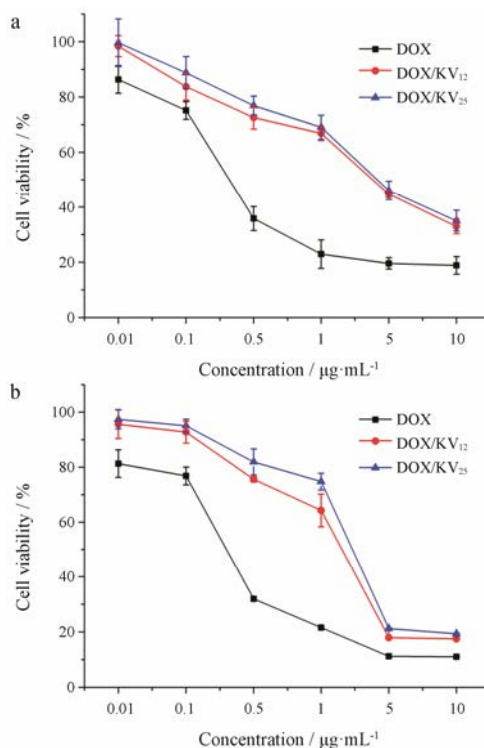 a
100
80
60
40
20
0
Cell viability / %
DOX
DOX/KV₁₂
DOX/KV₂₅
0.01 0.1 0.5 1 5 10
Concentration / μg·mL⁻¹
b
100
80
60
40
20
0
Cell viability / %
DOX
DOX/KV₁₂
DOX/KV₂₅
0.01 0.1 0.5 1 5 10
Concentration / μg·mL⁻¹